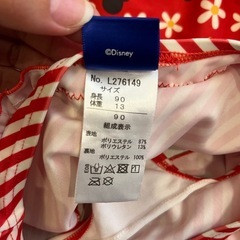 ©Disney
No. L276149
サイズ
身長 90
体重 13
90
組成表示
表地
ポリエステル 87%
ポリウレタン 13%
裏地
ポリエステル 100%